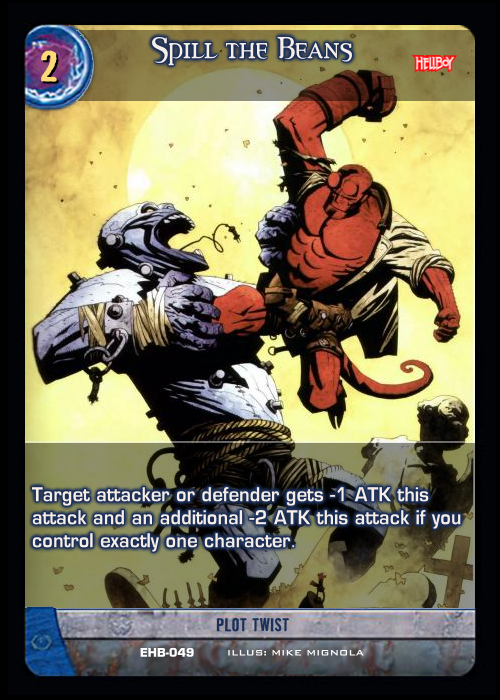 2
Spill the Beans
HELLBOY
Target attacker or defender gets -1 ATK this
attack and an additional -2 ATK this attack if you
control exactly one character.
PLOT TWIST
EHB-049 ILLUS: MIKE MIGNOLA